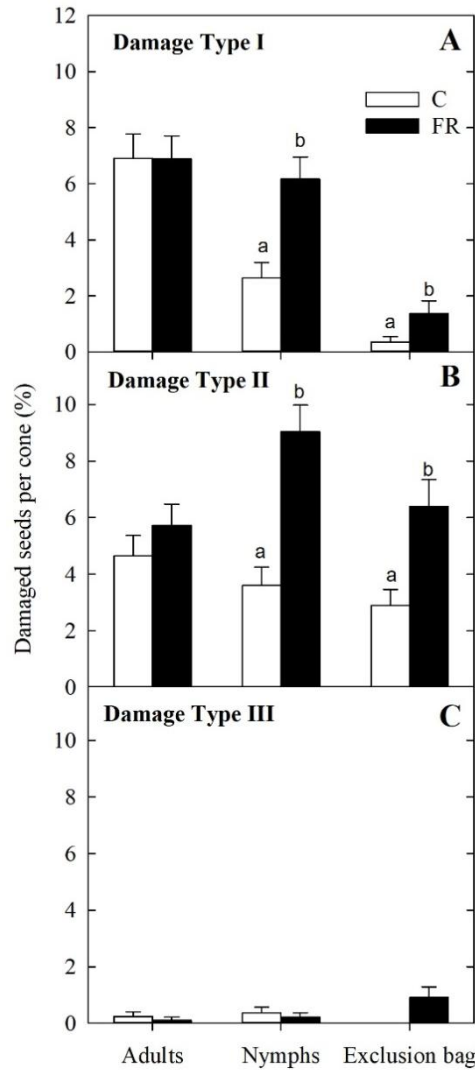 12
Damage Type I
A
10
C
FR
8
b
6
4
a
2
b
a
0
Damage Type II
B
10
b
8
b
6
4
a
a
2
0
Damage Type III
C
10
8
6
4
2
0
Damaged seeds per cone (%)
Adults
Nymphs
Exclusion bag